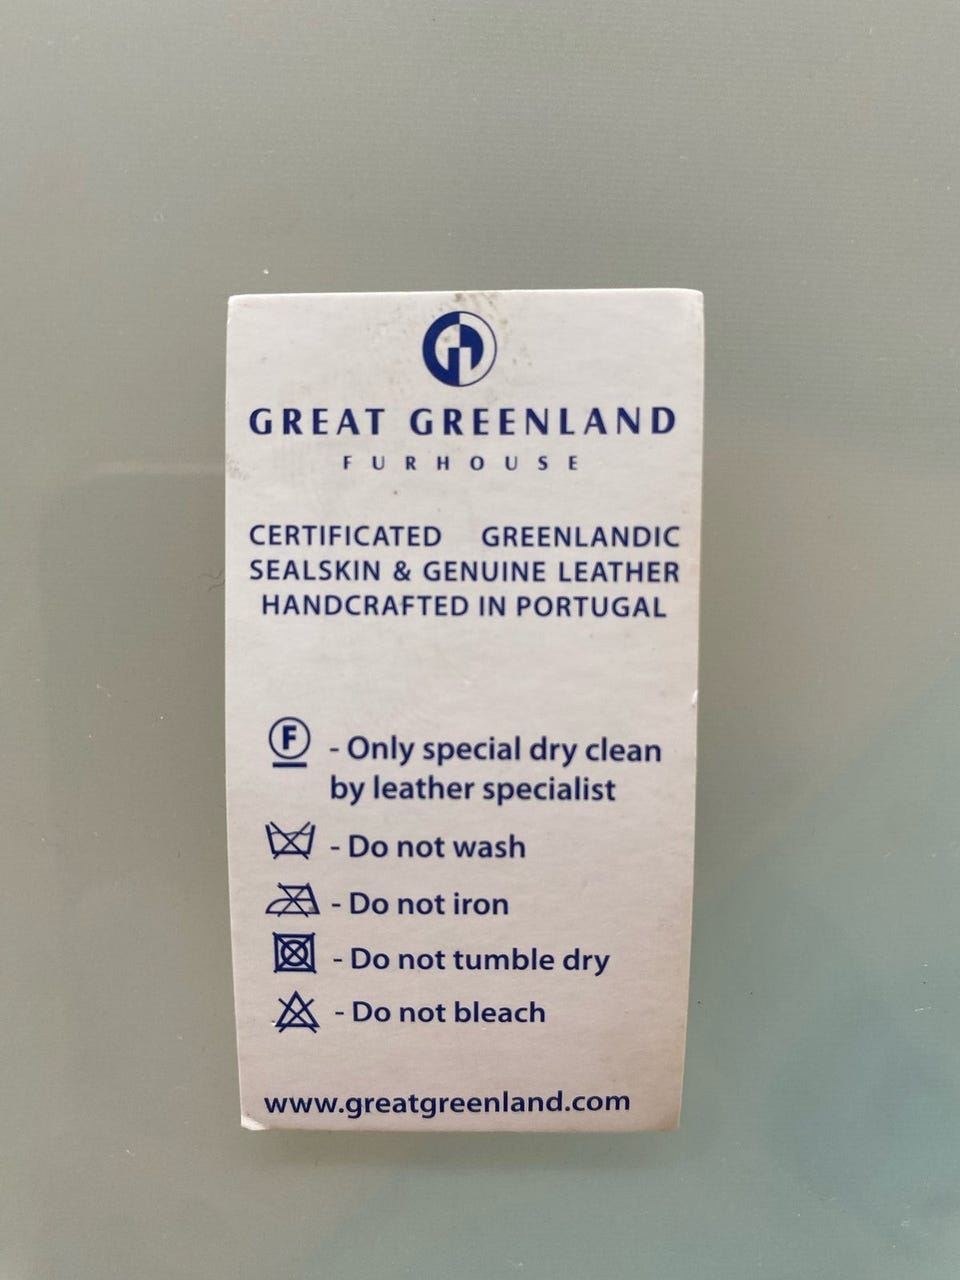 GREAT GREENLAND
FURHOUSE
CERTIFICATED GREENLANDIC
SEALSKIN & GENUINE LEATHER
HANDCRAFTED IN PORTUGAL
F - Only special dry clean
by leather specialist
- Do not wash
- Do not iron
- Do not tumble dry
- Do not bleach
www.greatgreenland.com